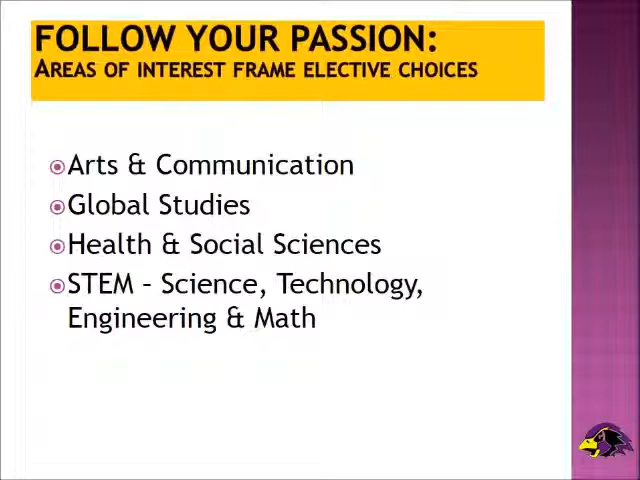 FOLLOW YOUR PASSION:
AREAS OF INTEREST FRAME ELECTIVE CHOICES
Arts & Communication
Global Studies
Health & Social Sciences
STEM – Science, Technology,
Engineering & Math